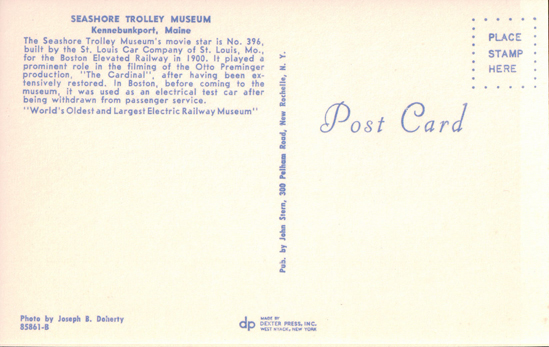 SEASHORE TROLLEY MUSEUM
Kennebunkport, Maine
The Seashore Trolley Museum's movie star is No. 396,
built by the St. Louis Car Company of St. Louis, Mo.,
for the Boston Elevated Railway in 1900. It played a
prominent role in the filming of the Otto Preminger
production, "The Cardinal", after having been ex-
tensively restored. In Boston, before coming to the
museum, it was used as an electrical test car after
being withdrawn from passenger service.
"World's Oldest and Largest Electric Railway Museum"
Pub. by John Stern, 300 Pelham Road, New Rochelle, N. Y.
PLACE
STAMP
HERE
Post Card
Photo by Joseph B. Doherty
85861-B
dp
MADE BY
DEXTER PRESS, INC.
WEST NYACK, NEW YORK